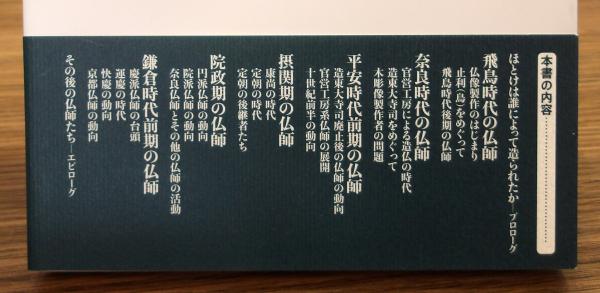 本書の内容
ほとけは誰によって造られたか―プロローグ
飛鳥時代の仏師
仏像製作のはじまり
止利(鳥)をめぐって
飛鳥時代後期の仏師
奈良時代の仏師
官営工房による造仏の時代
造東大寺司をめぐって
木彫像製作者の問題
平安時代前期の仏師
造東大寺司廃止後の仏師の動向
官営工房系仏師の展開
十世紀前半の動向
摂関期の仏師
康尚の時代
定朝の時代
定朝の後継者たち
院政期の仏師
円派仏師の動向
院派仏師の動向
奈良仏師とその他の仏師の活動
鎌倉時代前期の仏師
慶派仏師の台頭
運慶の時代
快慶の動向
京都仏師の動向
その後の仏師たち―エピローグ